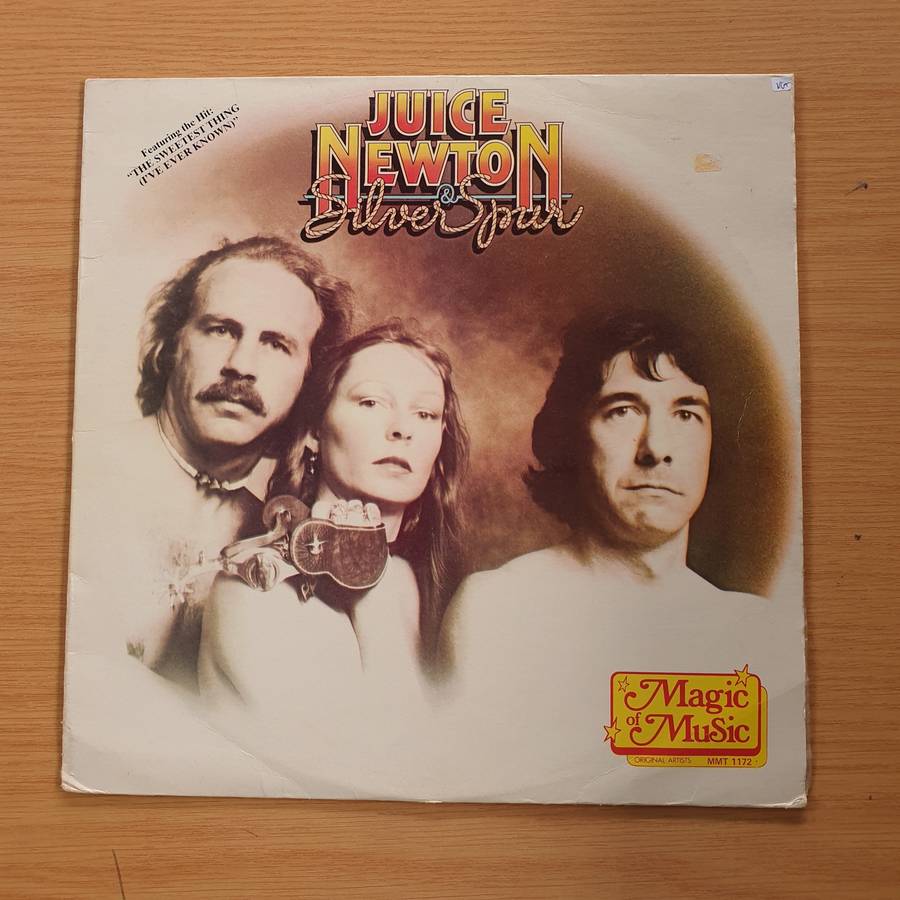 Featuring the Hit:
"THE SWEETEST THING
(I'VE EVER KNOWN)"
JUICE
NEWTON
&
Silver Spur
VG+
Magic
of Music
ORIGINAL ARTISTS MMT 1172